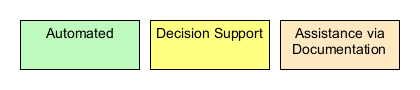 Automated
Decision Support
Assistance via
Documentation